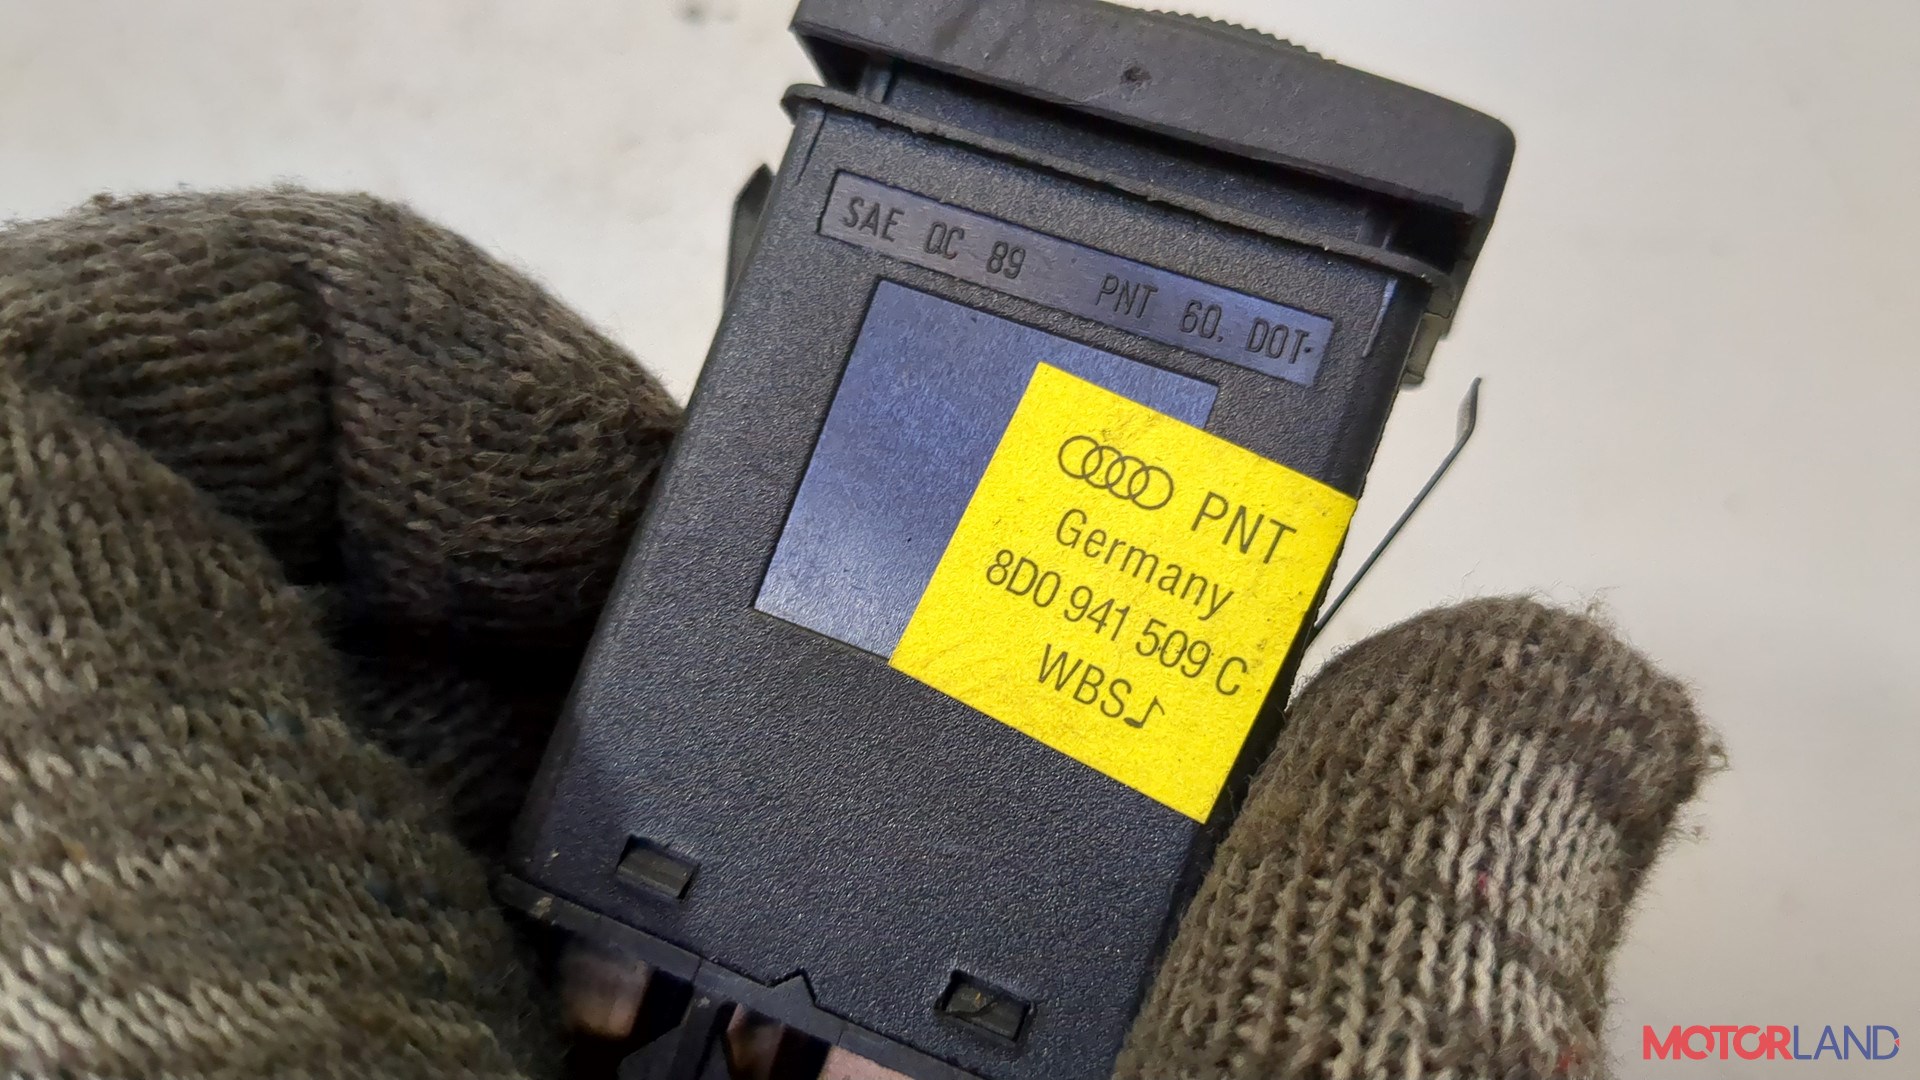 SAE QC 89 PNT 60. DOT
PNT
Germany
8D0 941 509 C
WBS
MOTORLAND